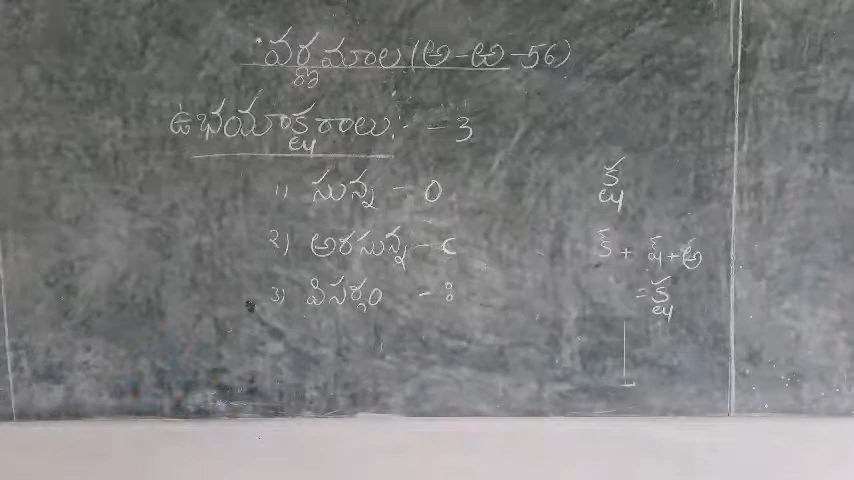 వర్ణమాల (అ-ఱ-56)
ఉభయాక్షరాలు:- -3
1) సున్న - ం
2) అరసున్న - ఁ
3) విసర్గం - ః
క్ష
క్ + ష్ + అ
= క్ష